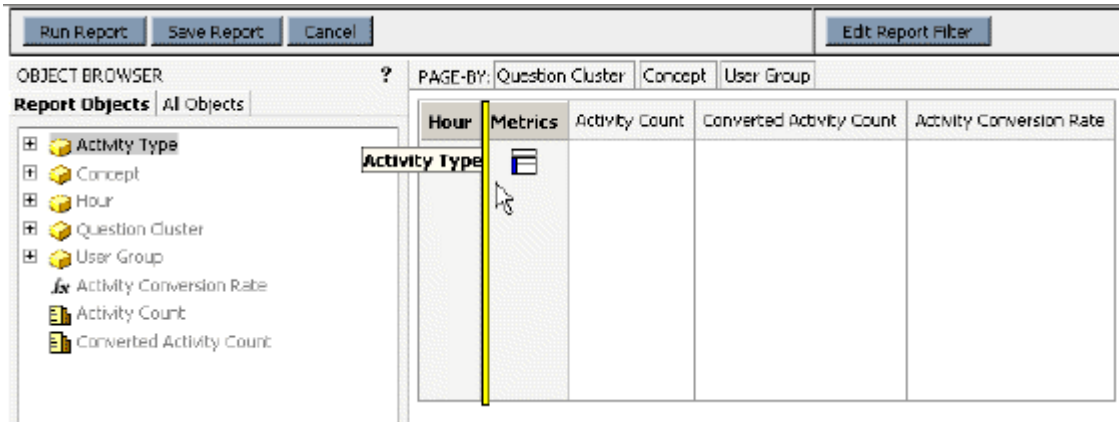 Run Report Save Report Cancel Edit Report Filter
OBJECT BROWSER ? PAGE-BY: Question Cluster Concept User Group
Report Objects All Objects
Hour Metrics Activity Count Converted Activity Count Activity Conversion Rate
Activity Type
Activity Type
Concept
Hour
Question Cluster
User Group
fx Activity Conversion Rate
Activity Count
Converted Activity Count